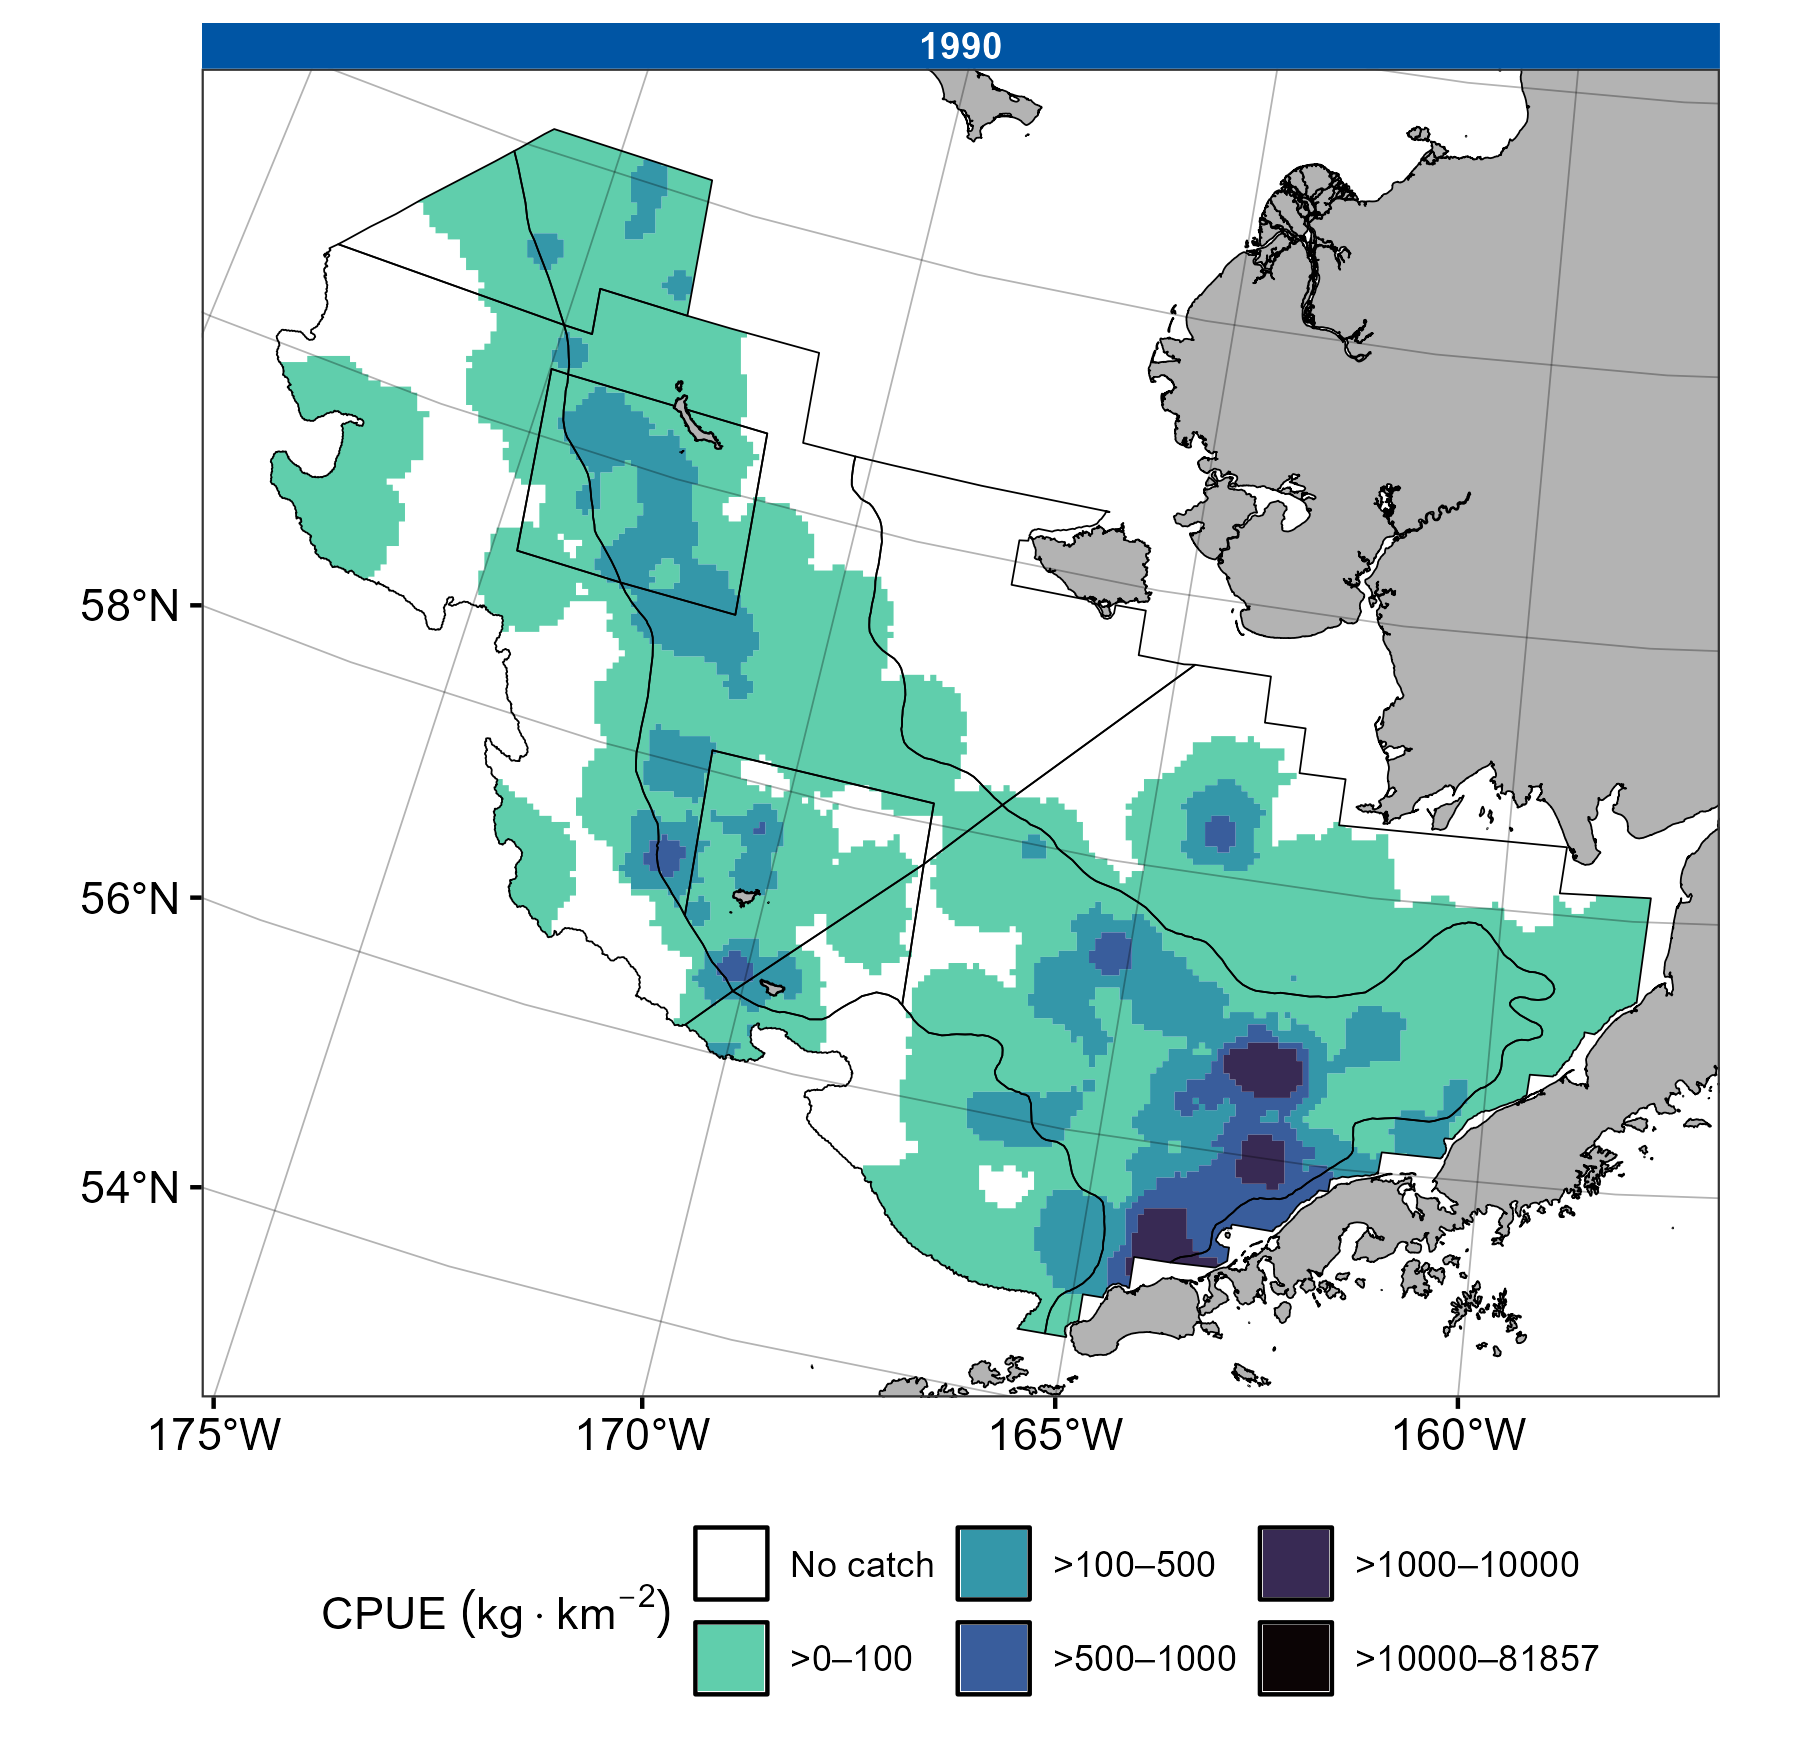 1990
58°N
56°N
54°N
175°W 170°W 165°W 160°W
CPUE (kg · km⁻²)
No catch >100–500 >1000–10000
>0–100 >500–1000 >10000–81857